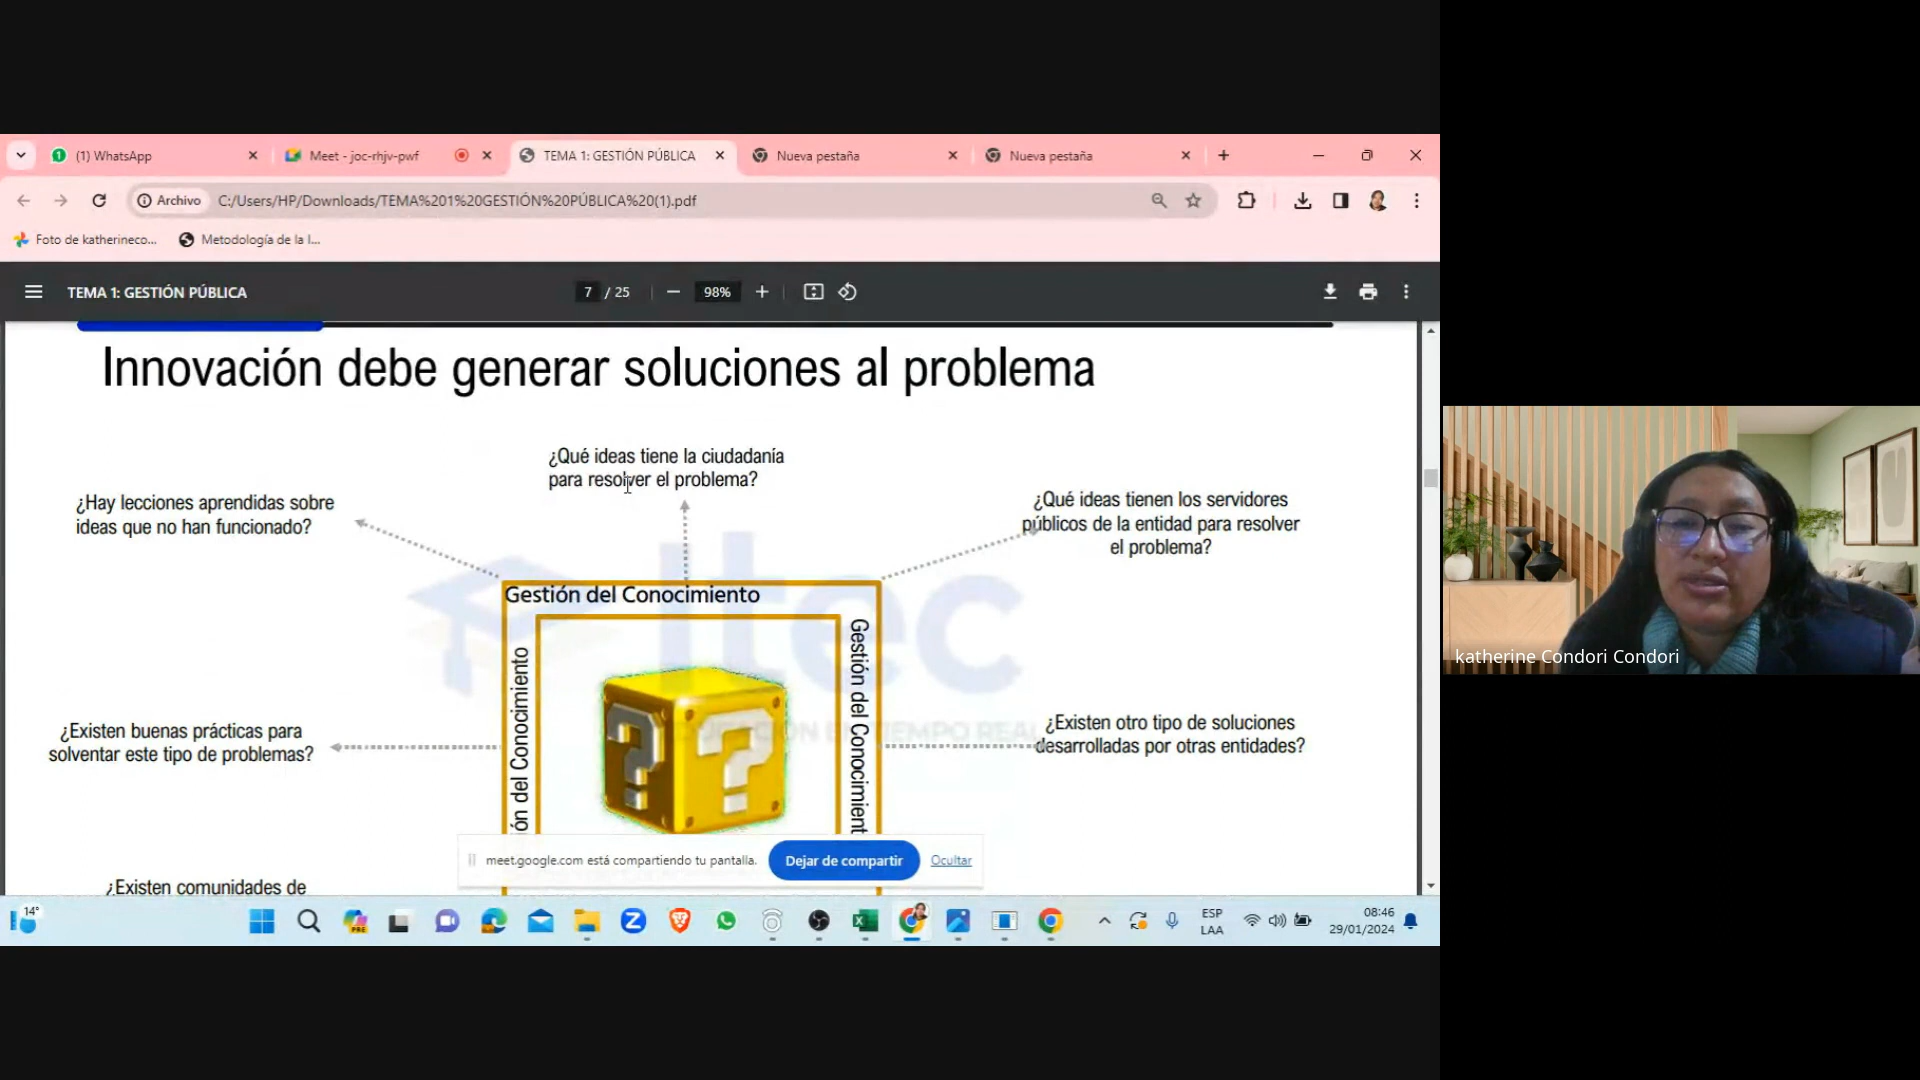 (1) WhatsApp
Meet - joc-rhjv-pwf
TEMA 1: GESTIÓN PÚBLICA
Nueva pestaña
Nueva pestaña
Archivo
C:/Users/HP/Downloads/TEMA%201%20GESTIÓN%20PÚBLICA%20(1).pdf
Foto de katherineco...
Metodología de la I...
TEMA 1: GESTIÓN PÚBLICA
7 / 25
98%
Innovación debe generar soluciones al problema
¿Qué ideas tiene la ciudadanía
para resolver el problema?
¿Hay lecciones aprendidas sobre
ideas que no han funcionado?
¿Qué ideas tienen los servidores
públicos de la entidad para resolver
el problema?
Gestión del Conocimiento
Gestión del Conocimient
ón del Conocimiento
Itec
EDUCACIÓN EN TIEMPO REAL
¿Existen buenas prácticas para
solventar este tipo de problemas?
¿Existen otro tipo de soluciones
desarrolladas por otras entidades?
? ?
meet.google.com está compartiendo tu pantalla.
Dejar de compartir
Ocultar
¿Existen comunidades de
katherine Condori Condori
14°
PRE
ESP
LAA
08:46
29/01/2024